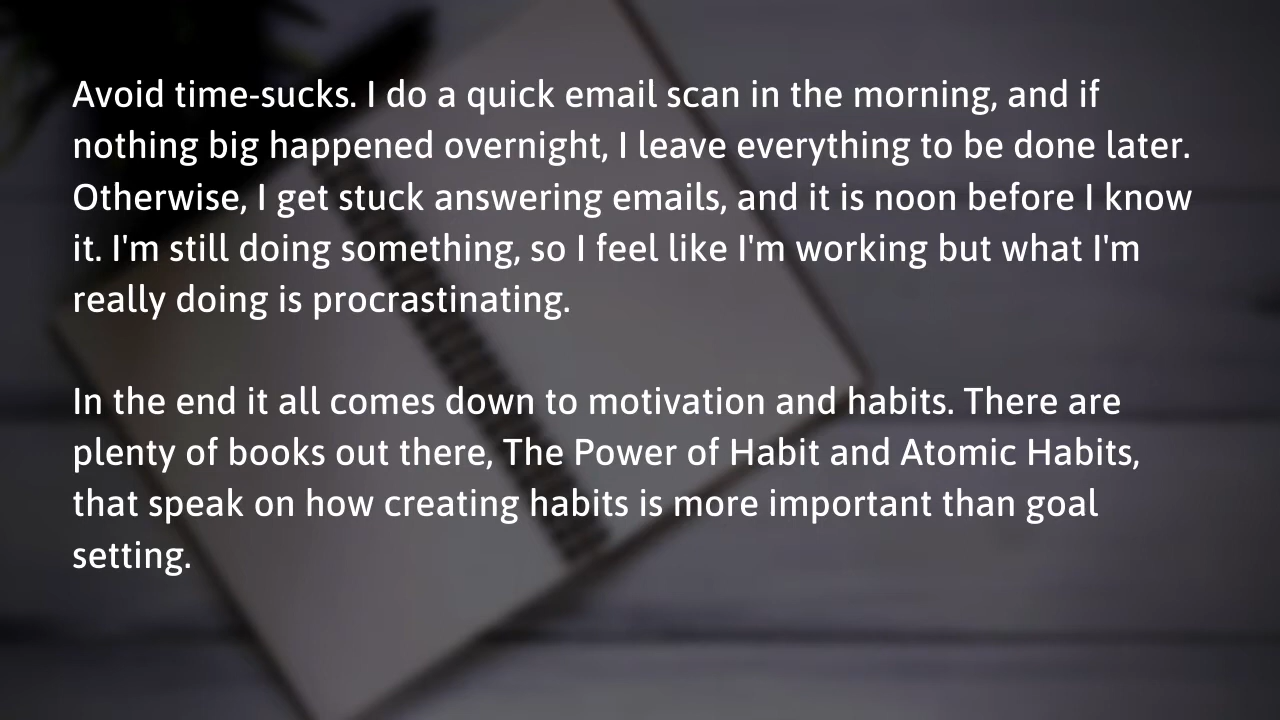 Avoid time-sucks. I do a quick email scan in the morning, and if
nothing big happened overnight, I leave everything to be done later.
Otherwise, I get stuck answering emails, and it is noon before I know
it. I'm still doing something, so I feel like I'm working but what I'm
really doing is procrastinating.
In the end it all comes down to motivation and habits. There are
plenty of books out there, The Power of Habit and Atomic Habits,
that speak on how creating habits is more important than goal
setting.